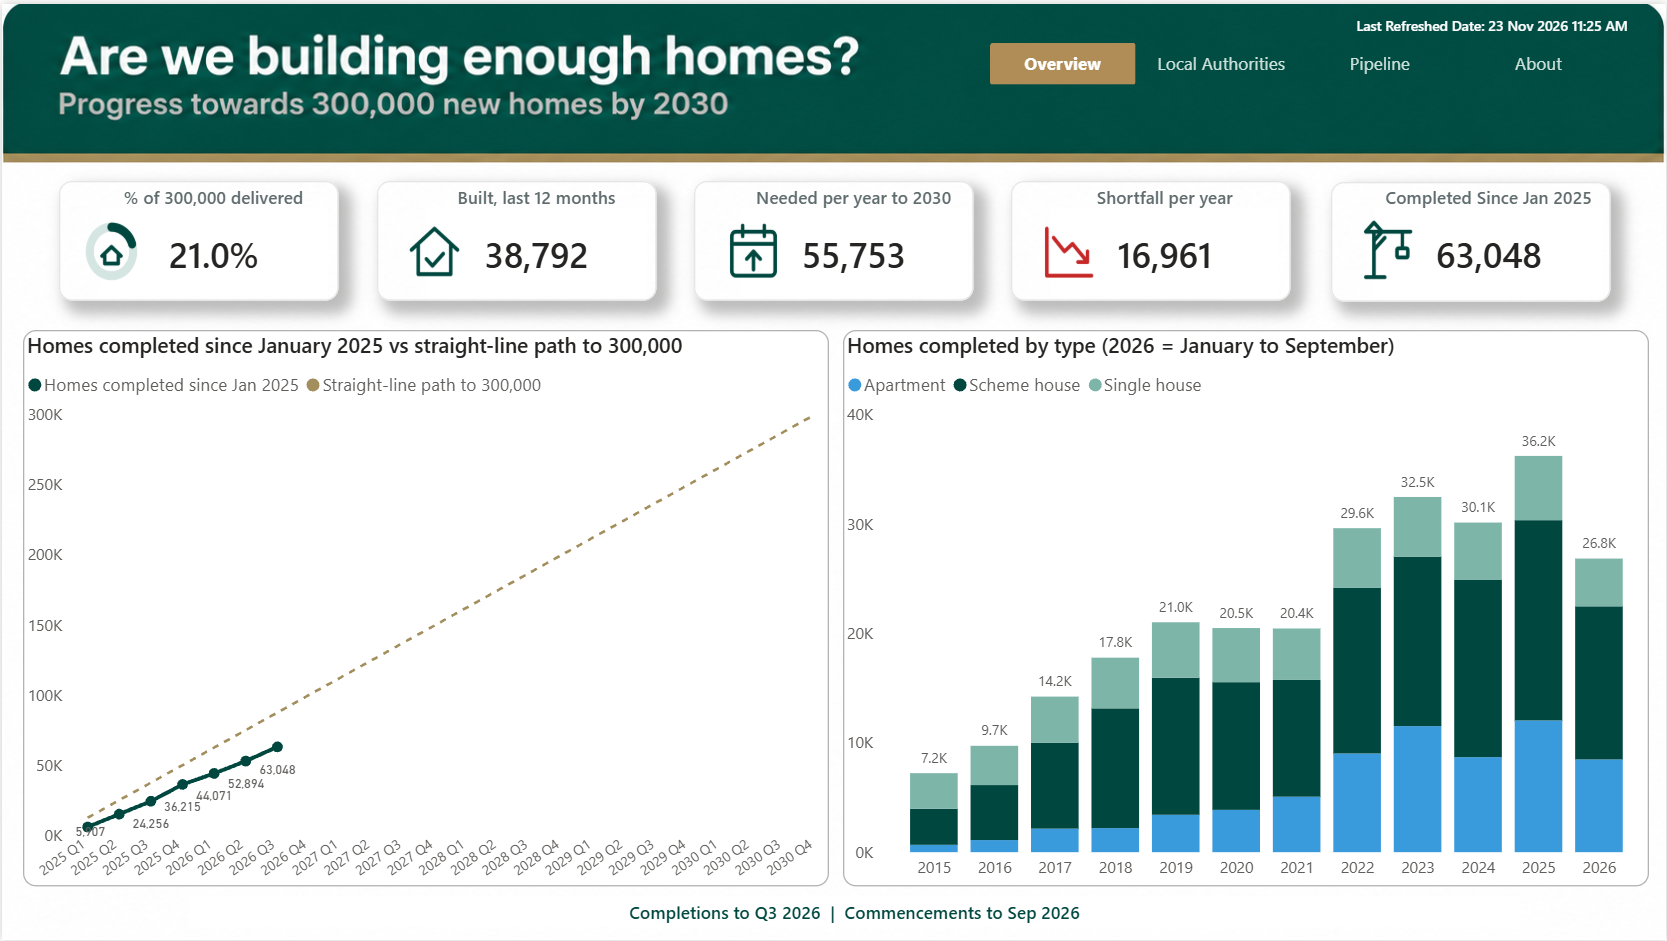 Last Refreshed Date: 23 Nov 2026 11:25 AM
Are we building enough homes?
Progress towards 300,000 new homes by 2030
Overview
Local Authorities
Pipeline
About
% of 300,000 delivered
21.0%
Built, last 12 months
38,792
Needed per year to 2030
55,753
Shortfall per year
16,961
Completed Since Jan 2025
63,048
Homes completed since January 2025 vs straight-line path to 300,000
Homes completed since Jan 2025
Straight-line path to 300,000
300K
250K
200K
150K
100K
50K
0K
5,907
24,256
36,215
44,071
52,894
63,048
2025 Q1
2025 Q2
2025 Q3
2025 Q4
2026 Q1
2026 Q2
2026 Q3
2026 Q4
2027 Q1
2027 Q2
2027 Q3
2027 Q4
2028 Q1
2028 Q2
2028 Q3
2028 Q4
2029 Q1
2029 Q2
2029 Q3
2029 Q4
2030 Q1
2030 Q2
2030 Q3
2030 Q4
Homes completed by type (2026 = January to September)
Apartment
Scheme house
Single house
40K
30K
20K
10K
0K
7.2K
9.7K
14.2K
17.8K
21.0K
20.5K
20.4K
29.6K
32.5K
30.1K
36.2K
26.8K
2015
2016
2017
2018
2019
2020
2021
2022
2023
2024
2025
2026
Completions to Q3 2026 | Commencements to Sep 2026